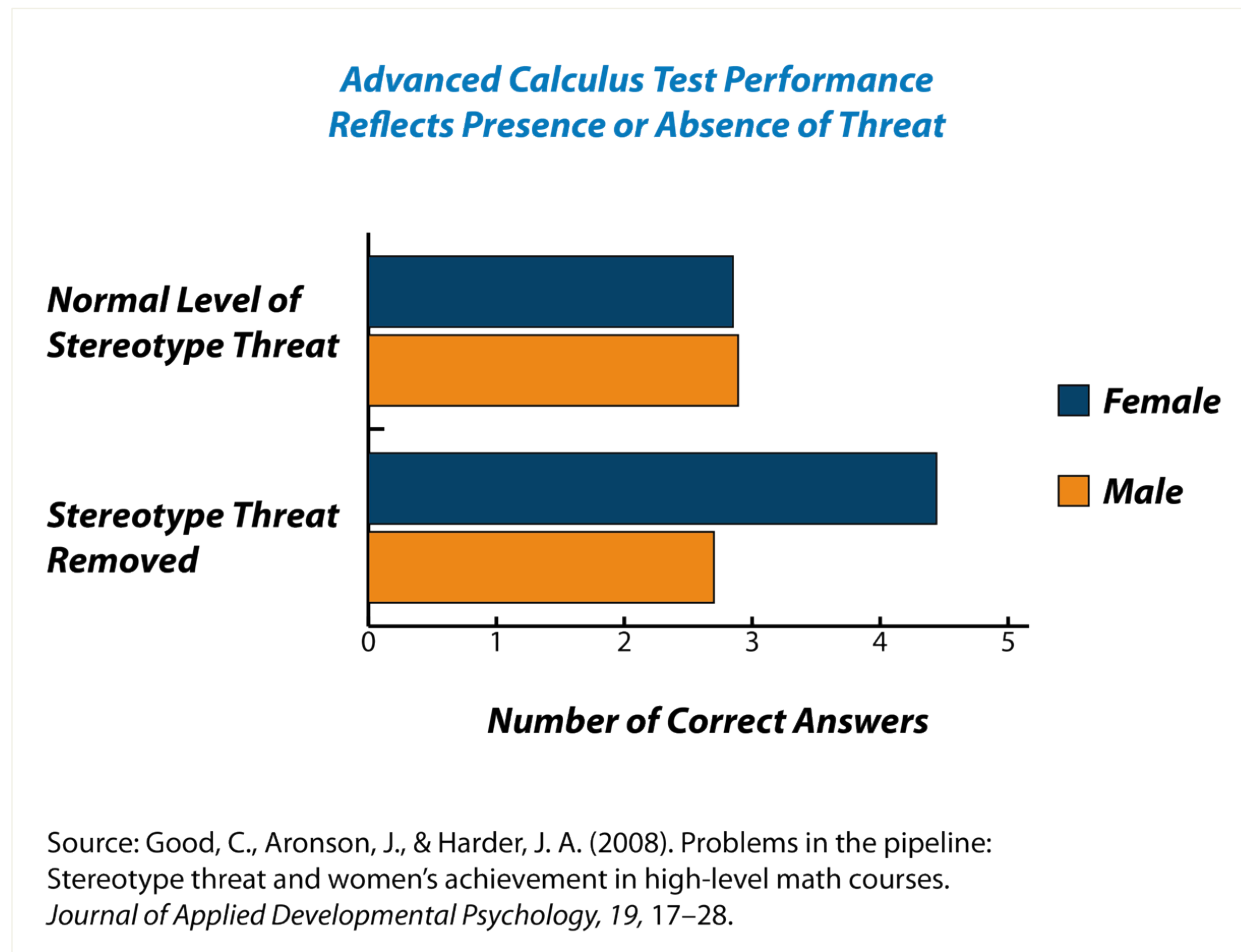 Advanced Calculus Test Performance
Reflects Presence or Absence of Threat
Normal Level of
Stereotype Threat
Stereotype Threat
Removed
Female
Male
0 1 2 3 4 5
Number of Correct Answers
Source: Good, C., Aronson, J., & Harder, J. A. (2008). Problems in the pipeline:
Stereotype threat and women’s achievement in high-level math courses.
Journal of Applied Developmental Psychology, 19, 17–28.